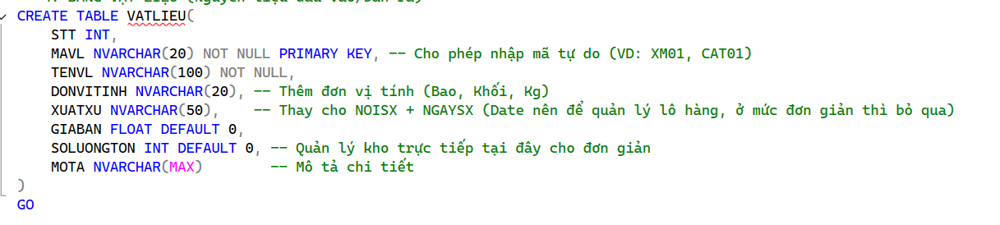 CREATE TABLE VATLIEU(
STT INT,
MAVL NVARCHAR(20) NOT NULL PRIMARY KEY, -- Cho phép nhập mã tự do (VD: XM01, CAT01)
TENVL NVARCHAR(100) NOT NULL,
DONVITINH NVARCHAR(20), -- Thêm đơn vị tính (Bao, Khối, Kg)
XUATXU NVARCHAR(50), -- Thay cho NOISX + NGAYSX (Date nên để quản lý lô hàng, ở mức đơn giản thì bỏ qua)
GIABAN FLOAT DEFAULT 0,
SOLUONGTON INT DEFAULT 0, -- Quản lý kho trực tiếp tại đây cho đơn giản
MOTA NVARCHAR(MAX) -- Mô tả chi tiết
)
GO